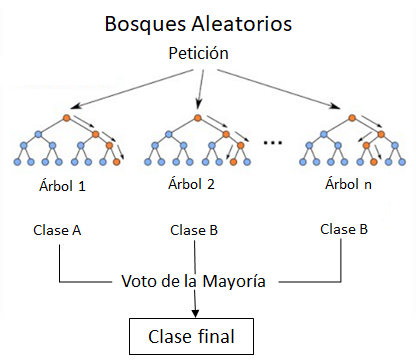 Bosques Aleatorios
Petición
...
Árbol 1
Árbol 2
Árbol n
Clase A
Clase B
Clase B
Voto de la Mayoría
Clase final